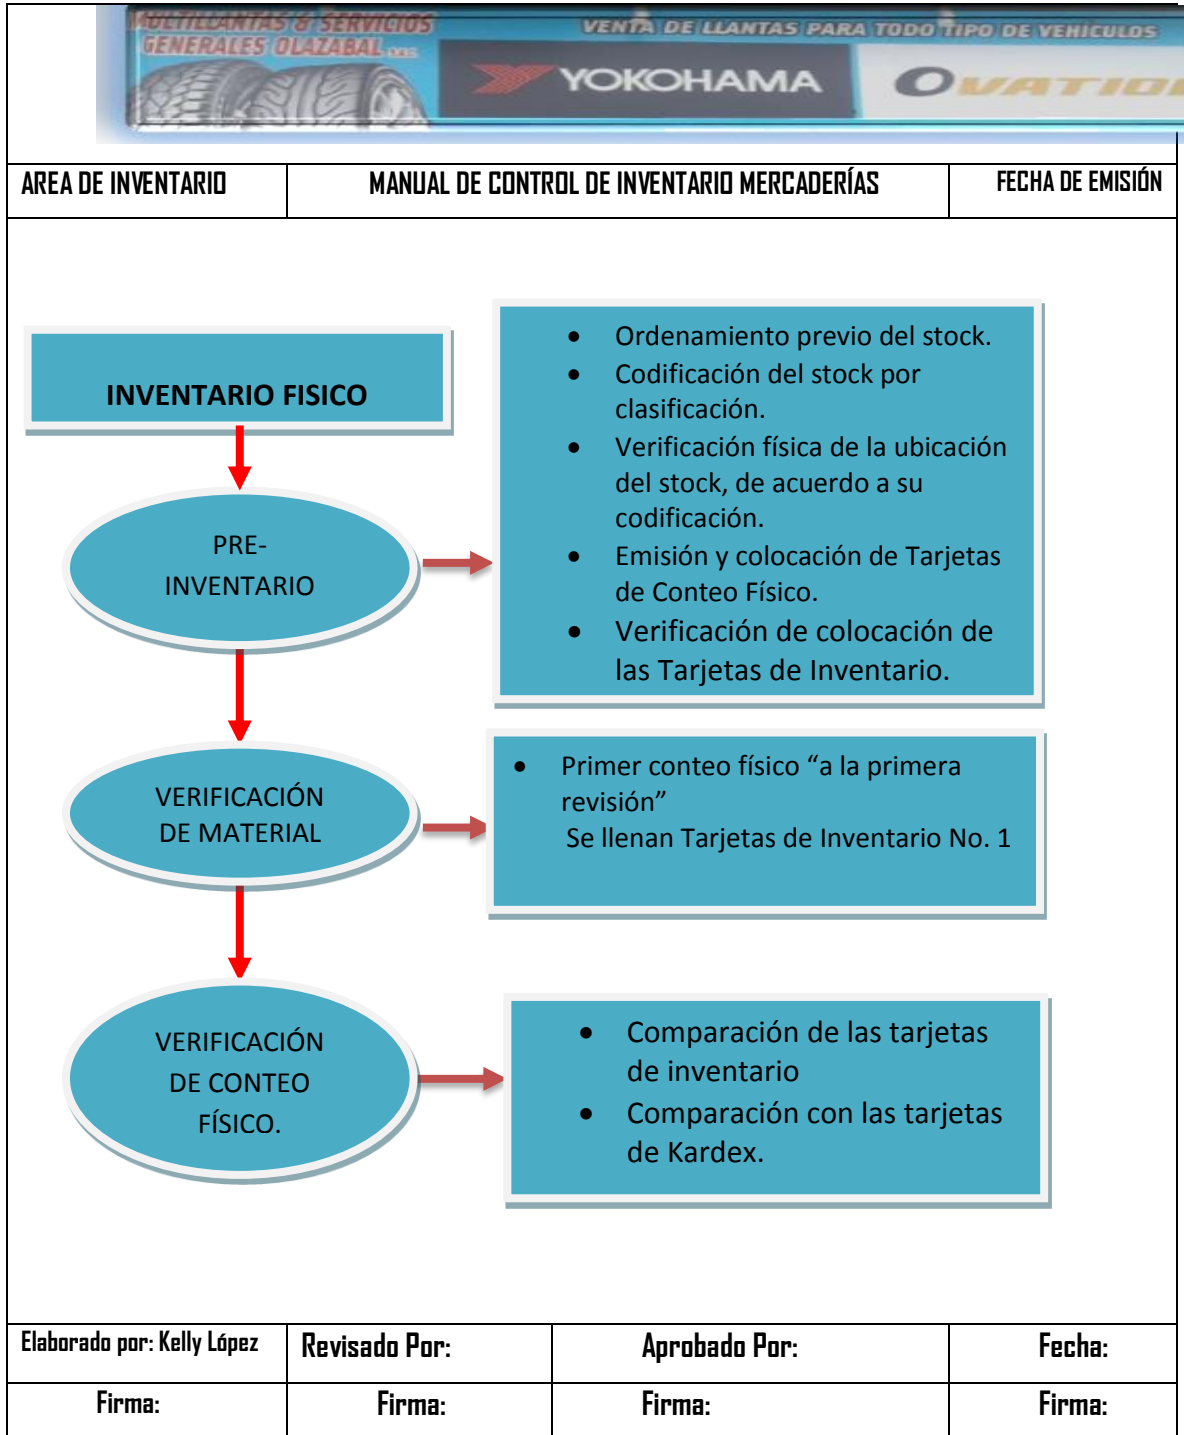 MULTILLANTAS & SERVICIOS
GENERALES OLAZABAL
VENTA DE LLANTAS PARA TODO TIPO DE VEHÍCULOS
YOKOHAMA
OVATION
AREA DE INVENTARIO
MANUAL DE CONTROL DE INVENTARIO MERCADERÍAS
FECHA DE EMISIÓN
INVENTARIO FISICO
• Ordenamiento previo del stock.
• Codificación del stock por
clasificación.
• Verificación física de la ubicación
del stock, de acuerdo a su
codificación.
• Emisión y colocación de Tarjetas
de Conteo Físico.
• Verificación de colocación de
las Tarjetas de Inventario.
PRE-
INVENTARIO
VERIFICACIÓN
DE MATERIAL
• Primer conteo físico “a la primera
revisión”
Se llenan Tarjetas de Inventario No. 1
VERIFICACIÓN
DE CONTEO
FÍSICO.
• Comparación de las tarjetas
de inventario
• Comparación con las tarjetas
de Kardex.
Elaborado por: Kelly López
Revisado Por:
Aprobado Por:
Fecha:
Firma:
Firma:
Firma:
Firma: